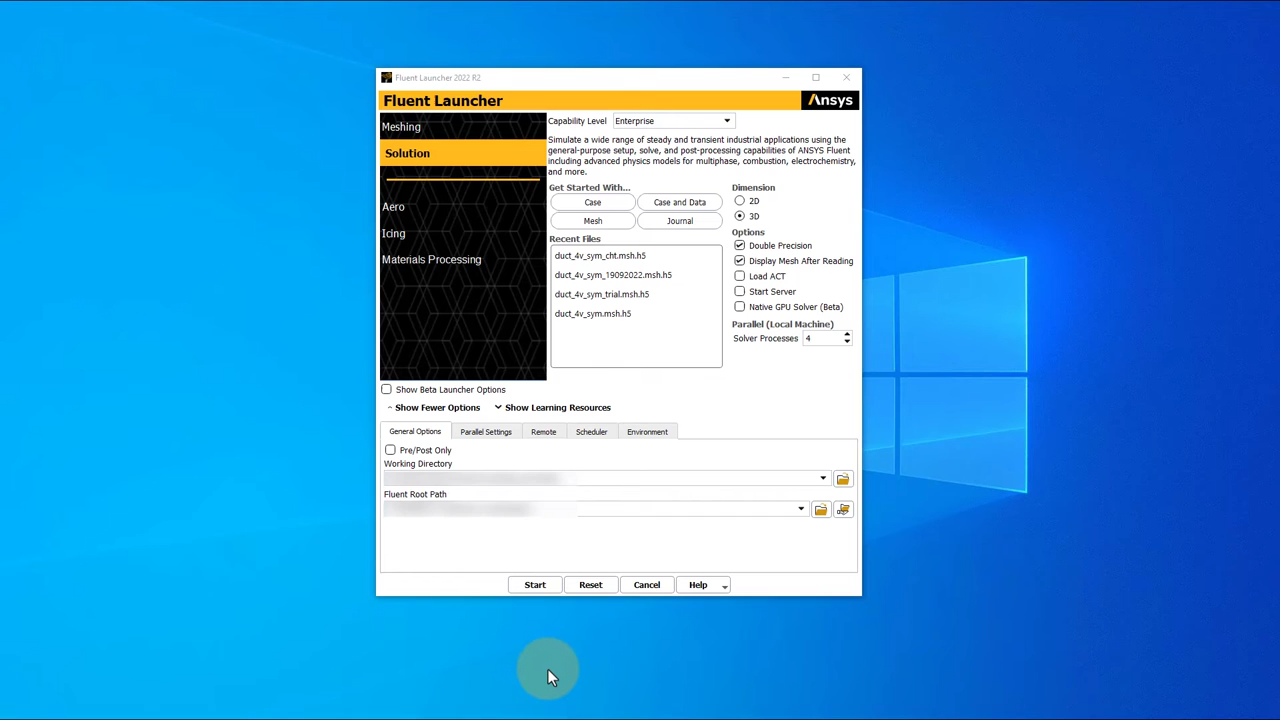 Fluent Launcher 2022 R2
Fluent Launcher
Ansys
Meshing
Solution
Aero
Icing
Materials Processing
Capability Level Enterprise
Simulate a wide range of steady and transient industrial applications using the
general-purpose setup, solve, and post-processing capabilities of ANSYS Fluent
including advanced physics models for multiphase, combustion, electrochemistry,
and more.
Get Started With...
Case
Case and Data
Mesh
Journal
Recent Files
duct_4v_sym_cht.msh.h5
duct_4v_sym_19092022.msh.h5
duct_4v_sym_trial.msh.h5
duct_4v_sym.msh.h5
Dimension
2D
3D
Options
Double Precision
Display Mesh After Reading
Load ACT
Start Server
Native GPU Solver (Beta)
Parallel (Local Machine)
Solver Processes 4
Show Beta Launcher Options
Show Fewer Options Show Learning Resources
General Options Parallel Settings Remote Scheduler Environment
Pre/Post Only
Working Directory
Fluent Root Path
Start Reset Cancel Help